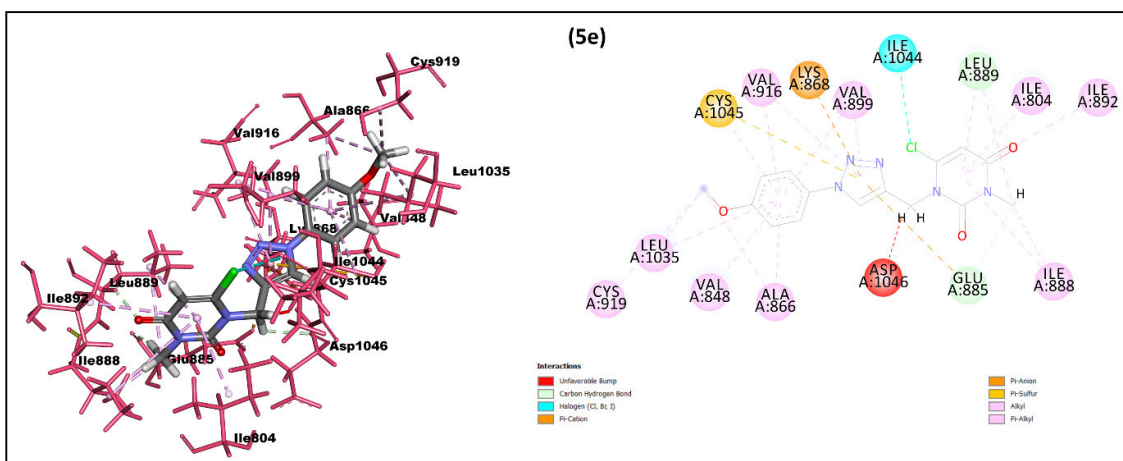 (5e)
Cys919
Ala866
Val916
Leu1035
Val899
Val848
Lys868
Ile1044
Leu889
Cys1045
Ile892
Asp1046
Ile888
Glu885
Ile804
ILE
A:1044
LEU
A:889
VAL
A:916
LYS
A:868
VAL
A:899
ILE
A:804
ILE
A:892
CYS
A:1045
Cl
N
N
N
O
N
N
H
O
H
H
O
LEU
A:1035
CYS
A:919
VAL
A:848
ALA
A:866
ASP
A:1046
GLU
A:885
ILE
A:888
Interactions
Unfavorable Bump
Carbon Hydrogen Bond
Halogen (Cl, Br, I)
Pi-Cation
Pi-Anion
Pi-Sulfur
Alkyl
Pi-Alkyl